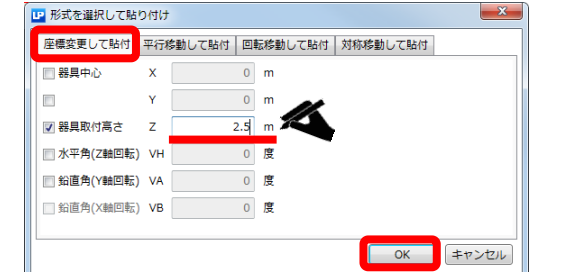 LP 形式を選択して貼り付け
座標変更して貼付 平行移動して貼付 回転移動して貼付 対称移動して貼付
器具中心 X 0 m
Y 0 m
器具取付高さ Z 2.5 m
水平角(Z軸回転) VH 0 度
鉛直角(Y軸回転) VA 0 度
鉛直角(X軸回転) VB 0 度
OK キャンセル